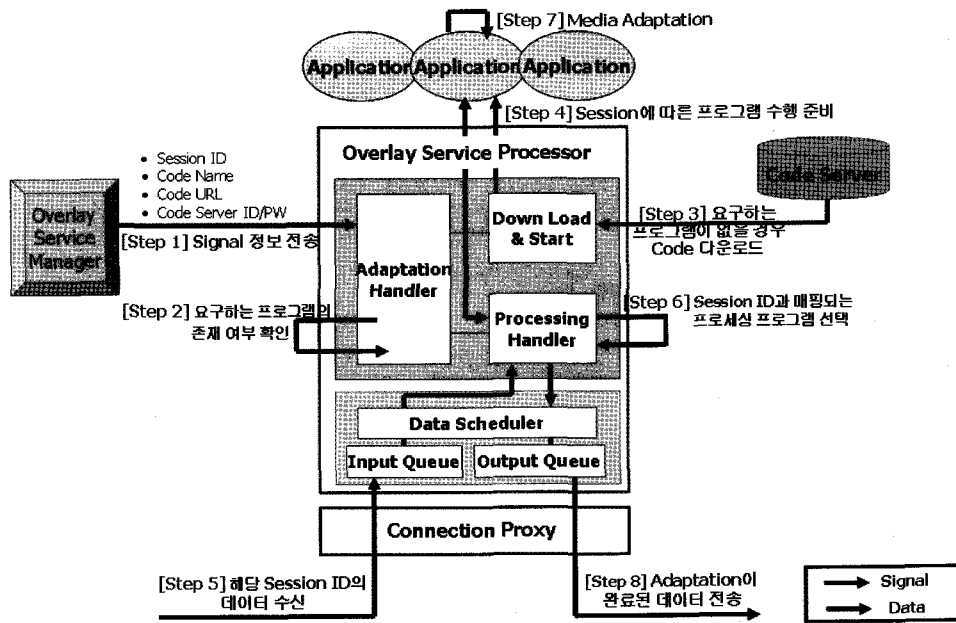 [Step 7] Media Adaptation
Application
Application
Application
[Step 4] Session에 따른 프로그램 수행 준비
Overlay Service Processor
• Session ID
• Code Name
• Code URL
• Code Server ID/PW
Overlay
Service
Manager
[Step 1] Signal 정보 전송
Adaptation
Handler
Down Load
& Start
Code Server
[Step 3] 요구하는
프로그램이 없을 경우
Code 다운로드
[Step 2] 요구하는 프로그램의
존재 여부 확인
Processing
Handler
[Step 6] Session ID과 매핑되는
프로세싱 프로그램 선택
Data Scheduler
Input Queue
Output Queue
Connection Proxy
[Step 5] 해당 Session ID의
데이터 수신
[Step 8] Adaptation이
완료된 데이터 전송
Signal
Data